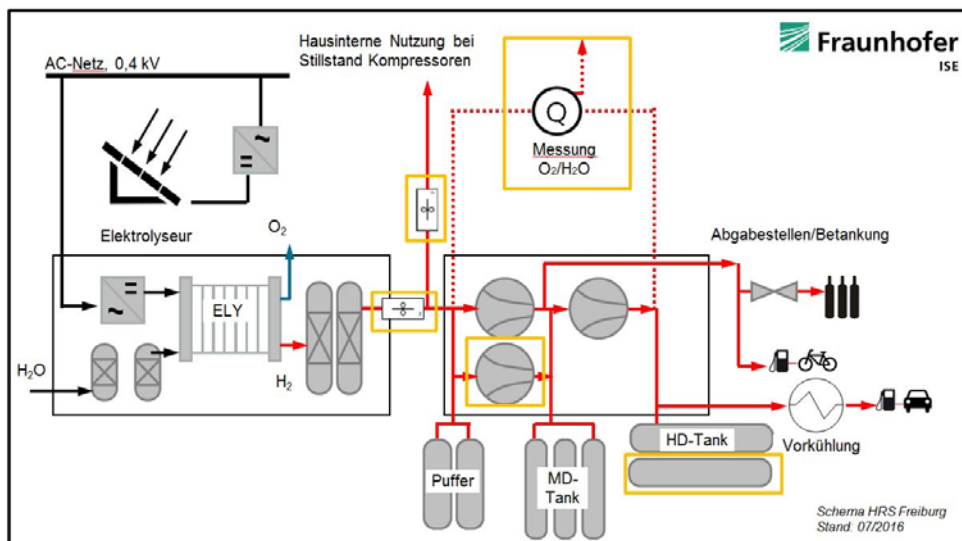 Hausinterne Nutzung bei
Stillstand Kompressoren
Fraunhofer
ISE
AC-Netz, 0,4 kV
Q
Messung
O₂/H₂O
Elektrolyseur
O₂
Abgabestellen/Betankung
ELY
H₂O
H₂
HD-Tank
Vorkühlung
Puffer
MD-
Tank
Schema HRS Freiburg
Stand: 07/2016